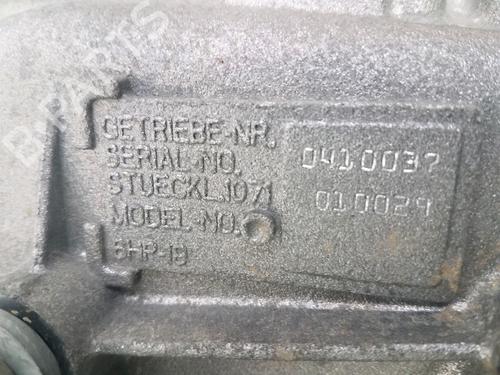 GETRIEBE-NR.
SERIAL-NO. 0410037
STUECKL.1071
MODEL-NO. 010029
5HP-19
B-PARTS